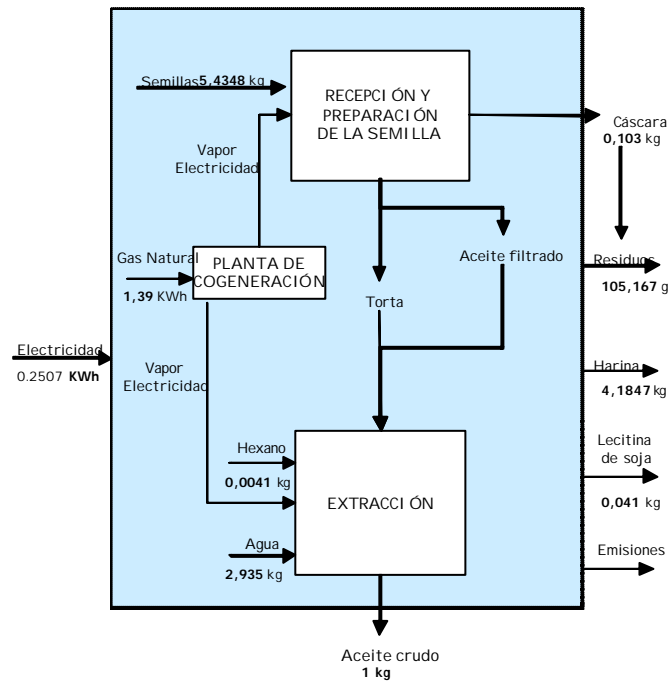 Semillas 5,4348 kg
RECEPCIÓN Y
PREPARACIÓN
DE LA SEMILLA
Cáscara
0,103 kg
Vapor
Electricidad
Gas Natural
1,39 KWh
PLANTA DE
COGENERACIÓN
Aceite filtrado
Residuos
105,167 g
Torta
Electricidad
0.2507 KWh
Vapor
Electricidad
Harina
4,1847 kg
Hexano
0,0041 kg
EXTRACCIÓN
Lecitina
de soja
0,041 kg
Agua
2,935 kg
Emisiones
Aceite crudo
1 kg